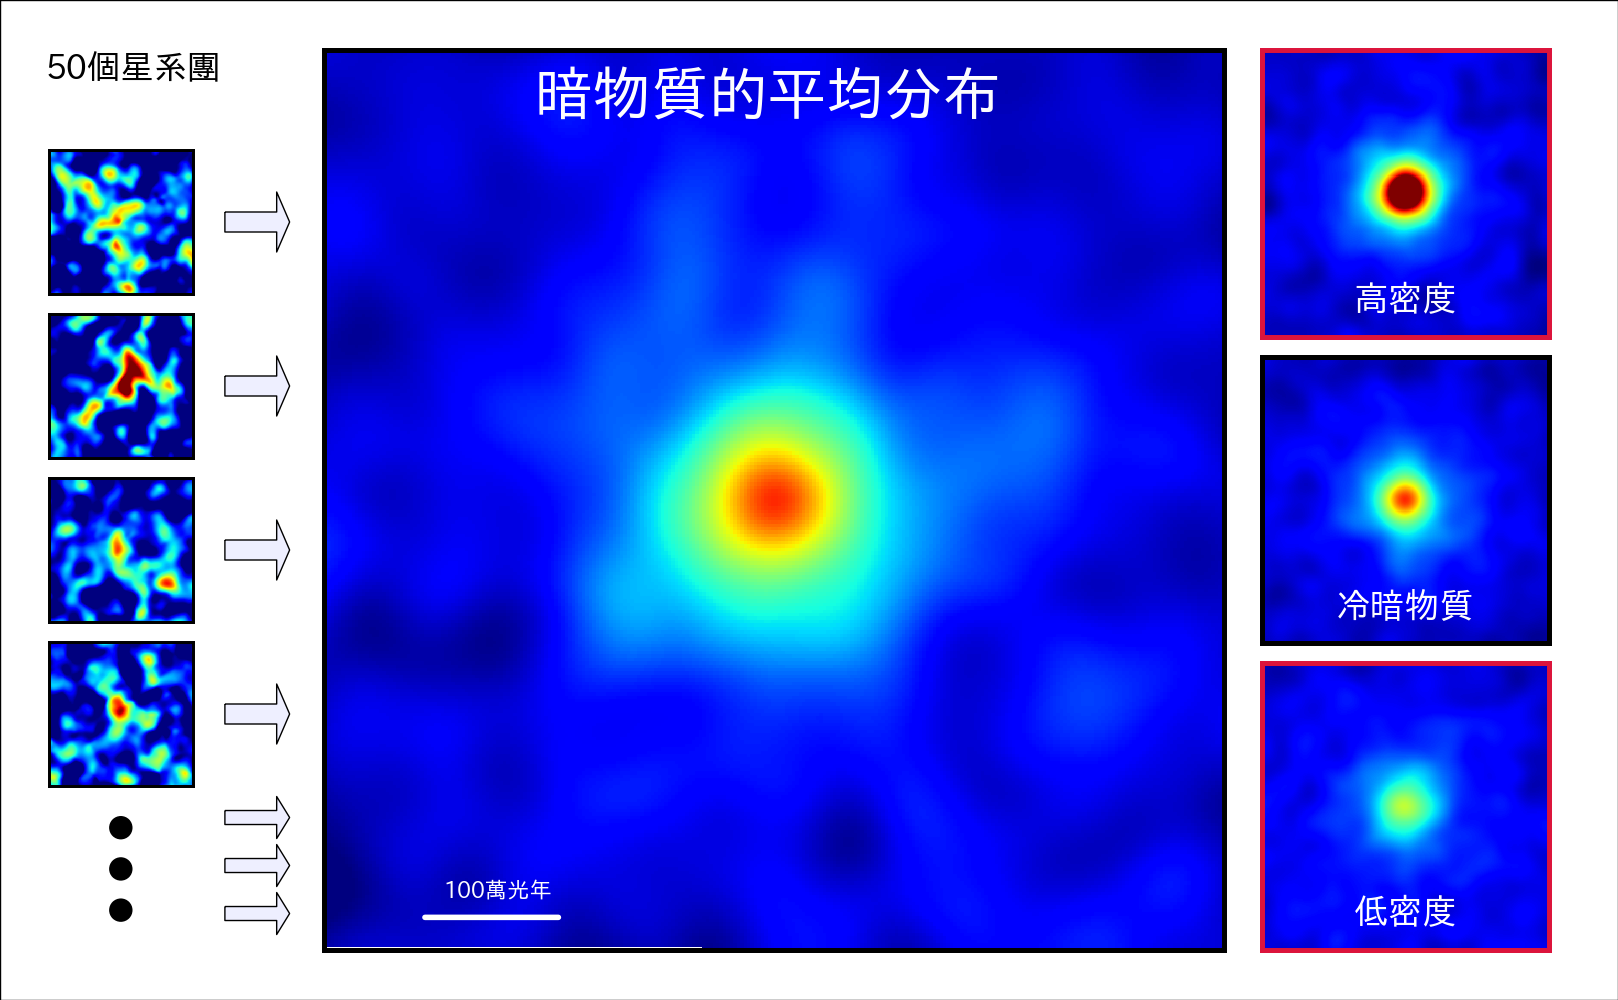 50個星系團
暗物質的平均分布
100萬光年
高密度
冷暗物質
低密度